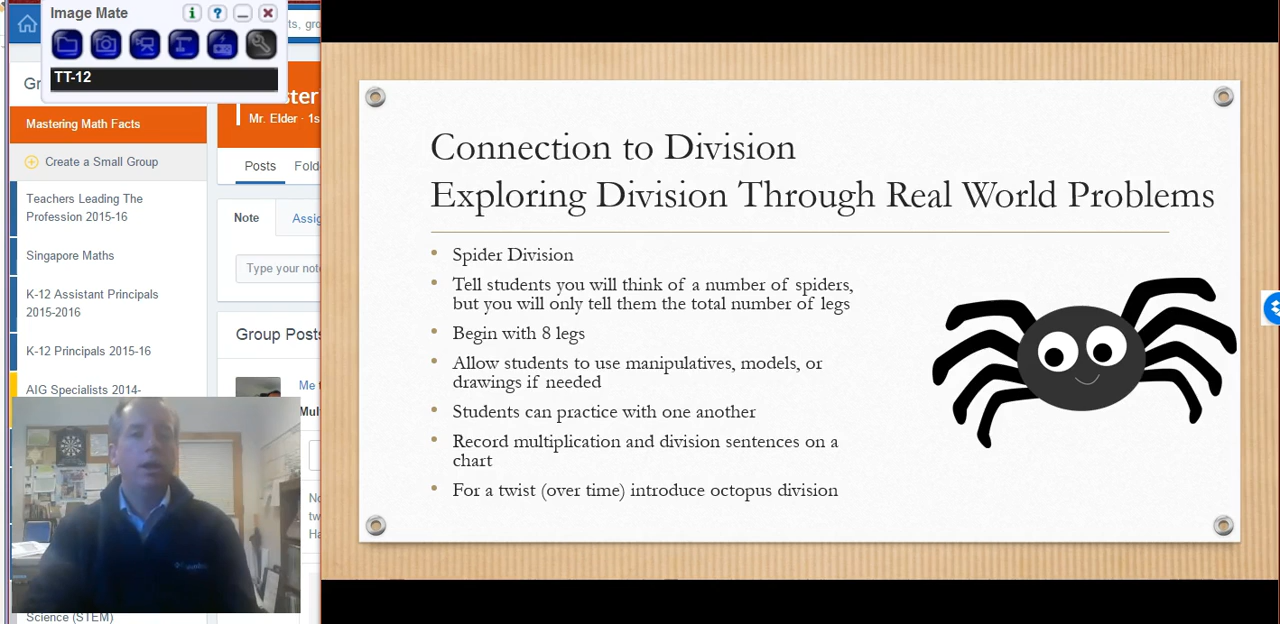 Image Mate
TT-12
Mastering Math Facts
Create a Small Group
Teachers Leading The
Profession 2015-16
Singapore Maths
K-12 Assistant Principals
2015-2016
K-12 Principals 2015-16
AIG Specialists 2014-
Science (STEM)
Mr. Elder - 1s
Posts
Note
Type your
Group Posts
Me
Connection to Division
Exploring Division Through Real World Problems
• Spider Division
• Tell students you will think of a number of spiders,
but you will only tell them the total number of legs
• Begin with 8 legs
• Allow students to use manipulatives, models, or
drawings if needed
• Students can practice with one another
• Record multiplication and division sentences on a
chart
• For a twist (over time) introduce octopus division